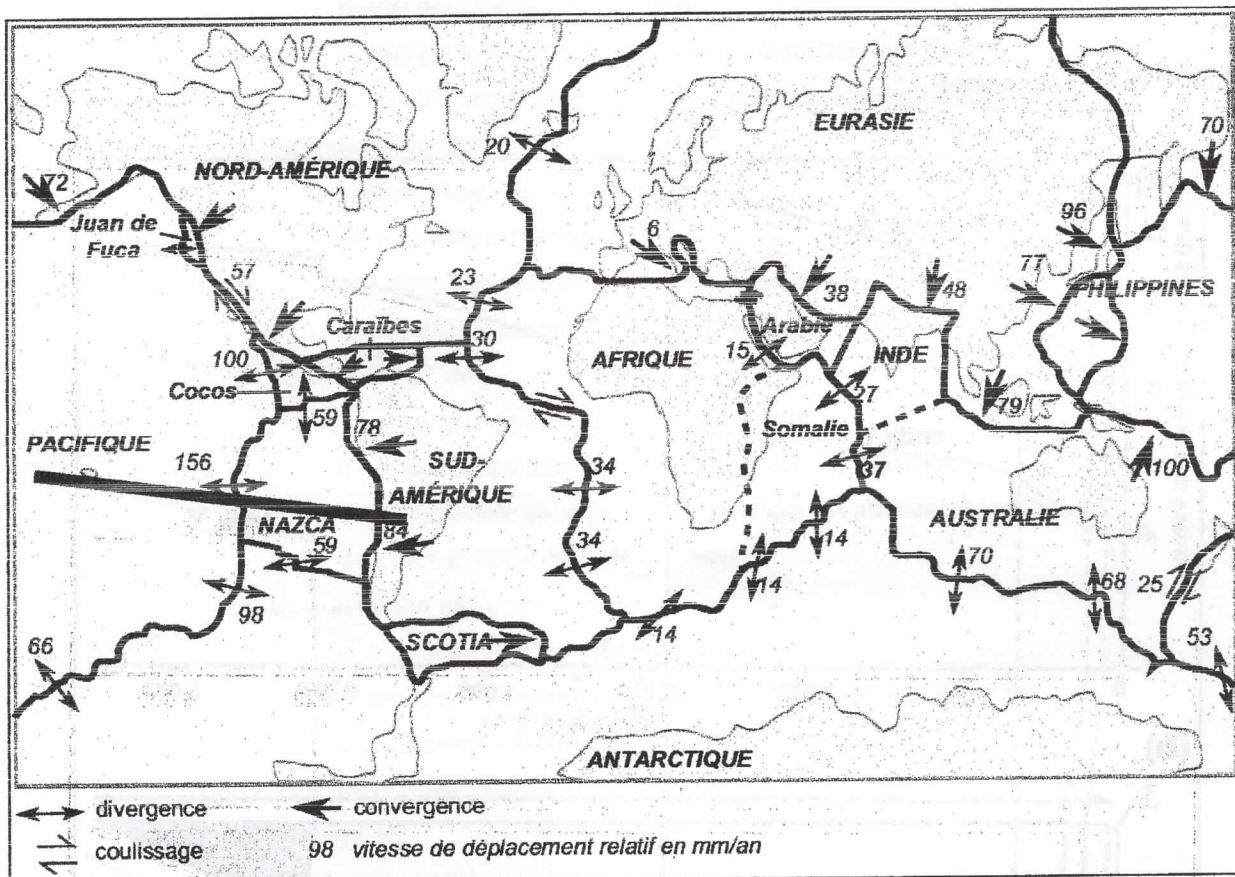 70
EURASIE
20
NORD-AMÉRIQUE
72
Juan de
Fuca
96
6
77
57
23
38
48
PHILIPPINES
Caraïbes
30
Arabie
100
AFRIQUE
15
INDE
Cocos
27
59
79
78
Somalie
PACIFIQUE
156
SUD-
AMÉRIQUE
34
37
100
NAZCA
84
AUSTRALIE
59
34
14
70
98
14
68
25
SCOTIA
14
66
53
ANTARCTIQUE
divergence
convergence
coulissage
98 vitesse de déplacement relatif en mm/an